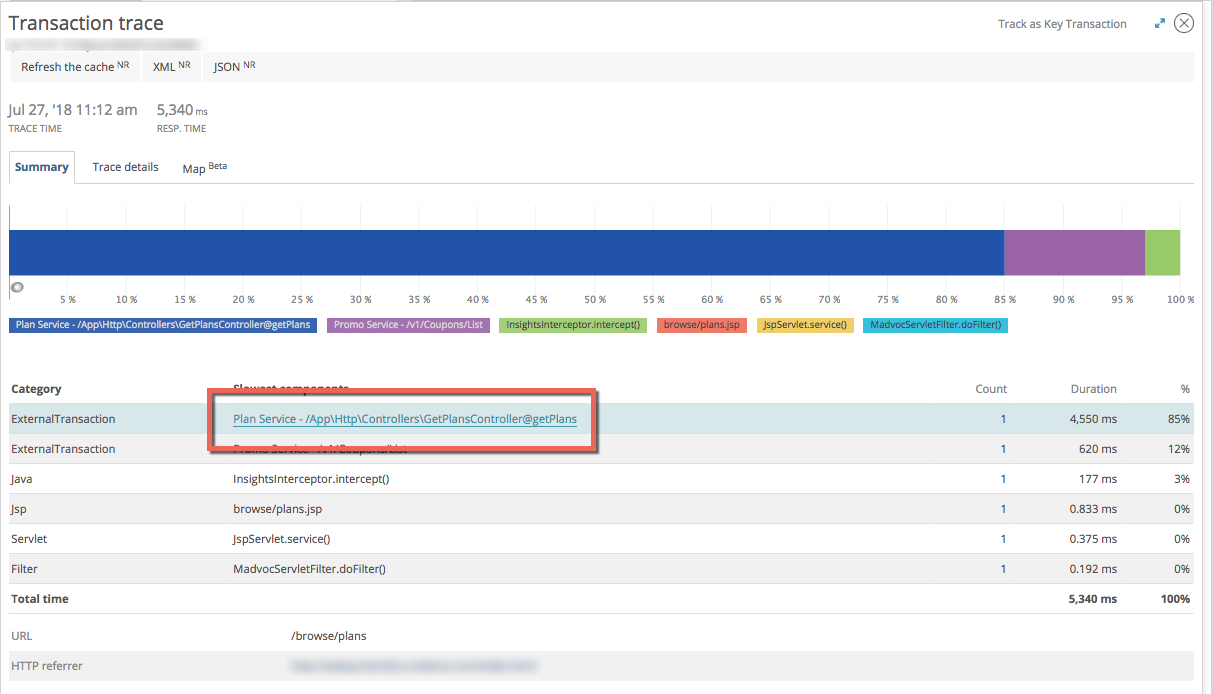 Transaction trace
Track as Key Transaction
Refresh the cache NR XML NR JSON NR
Jul 27, '18 11:12 am 5,340 ms
TRACE TIME RESP. TIME
Summary Trace details Map Beta
5 % 10 % 15 % 20 % 25 % 30 % 35 % 40 % 45 % 50 % 55 % 60 % 65 % 70 % 75 % 80 % 85 % 90 % 95 % 100 %
Plan Service - /App\Http\Controllers\GetPlansController@getPlans Promo Service - /v1/Coupons/List InsightsInterceptor.intercept() browse/plans.jsp JspServlet.service() MadvocServletFilter.doFilter()
Category Slowest components Count Duration %
ExternalTransaction Plan Service - /App\Http\Controllers\GetPlansController@getPlans 1 4,550 ms 85%
ExternalTransaction Promo Service - /v1/Coupons/List 1 620 ms 12%
Java InsightsInterceptor.intercept() 1 177 ms 3%
Jsp browse/plans.jsp 1 0.833 ms 0%
Servlet JspServlet.service() 1 0.375 ms 0%
Filter MadvocServletFilter.doFilter() 1 0.192 ms 0%
Total time 5,340 ms 100%
URL /browse/plans
HTTP referrer